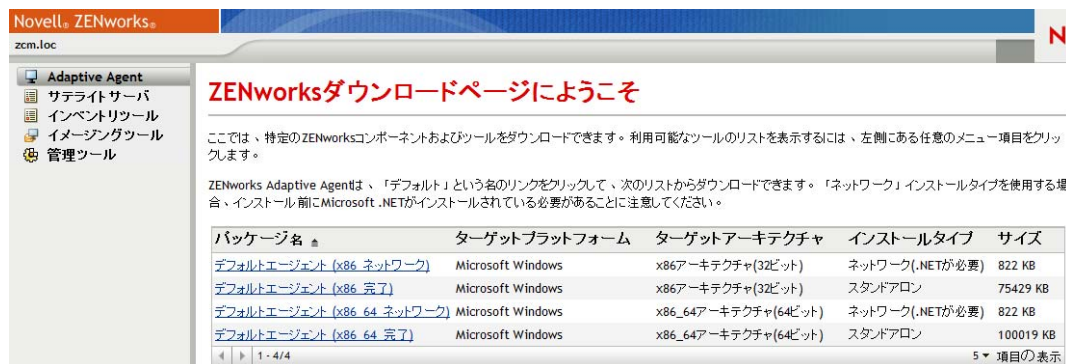 Novell® ZENworks®
zcm.loc
N
Adaptive Agent
サテライトサーバ
インベントリツール
イメージングツール
管理ツール
ZENworksダウンロードページにようこそ
ここでは、特定のZENworksコンポーネントおよびツールをダウンロードできます。利用可能なツールのリストを表示するには、左側にある任意のメニュー項目をクリッ
クします。
ZENworks Adaptive Agentは、「デフォルト」という名のリンクをクリックして、次のリストからダウンロードできます。「ネットワーク」インストールタイプを使用する場
合、インストール前にMicrosoft .NETがインストールされている必要があることに注意してください。
パッケージ名 ターゲットプラットフォーム ターゲットアーキテクチャ インストールタイプ サイズ
デフォルトエージェント (x86 ネットワーク) Microsoft Windows x86アーキテクチャ(32ビット) ネットワーク(.NETが必要) 822 KB
デフォルトエージェント (x86 完了) Microsoft Windows x86アーキテクチャ(32ビット) スタンドアロン 75429 KB
デフォルトエージェント (x86_64 ネットワーク) Microsoft Windows x86_64アーキテクチャ(64ビット) ネットワーク(.NETが必要) 822 KB
デフォルトエージェント (x86_64 完了) Microsoft Windows x86_64アーキテクチャ(64ビット) スタンドアロン 100019 KB
1 - 4/4 5 項目の表示